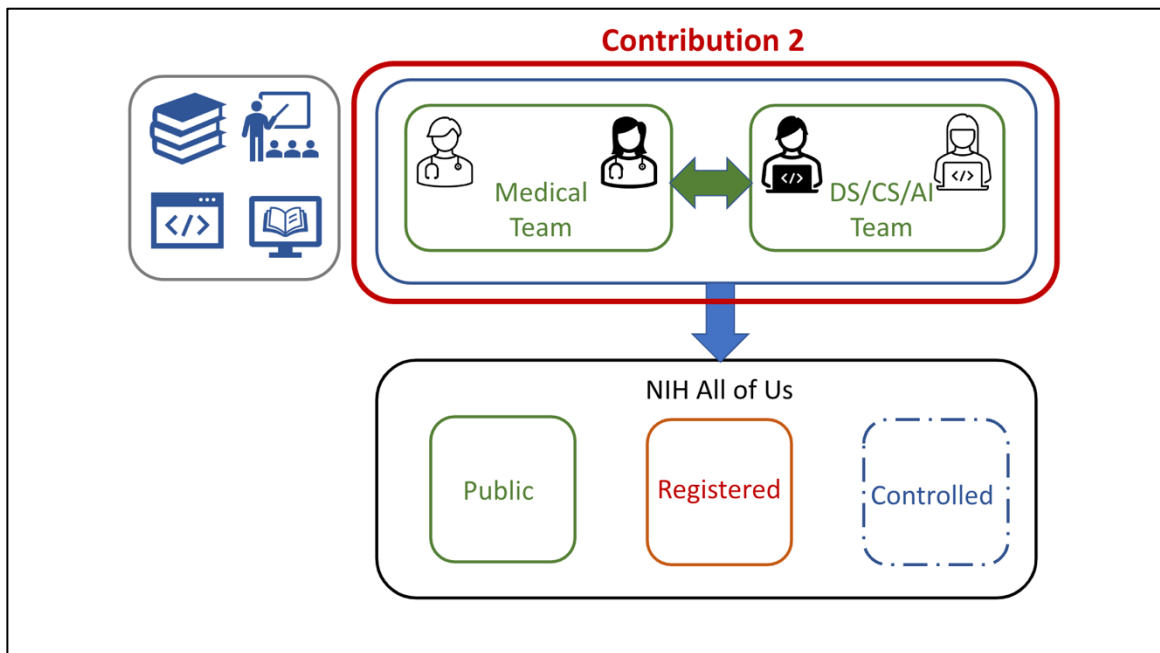 Contribution 2
Medical
Team
DS/CS/AI
Team
</>
</>
</>
NIH All of Us
Public
Registered
Controlled